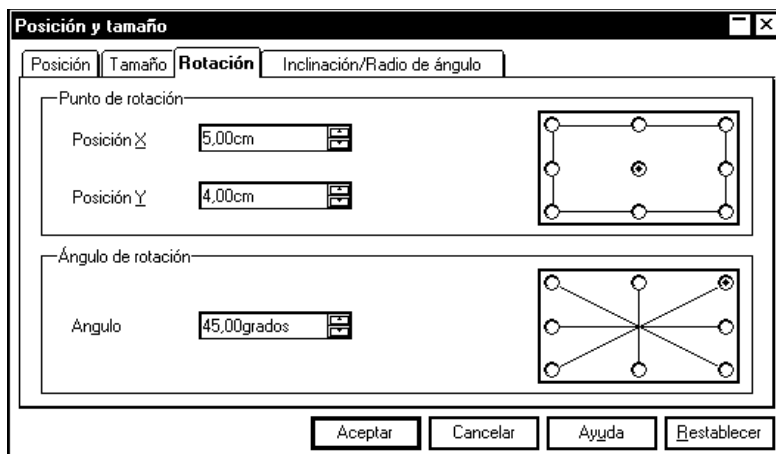 Posición y tamaño
Posición Tamaño Rotación Inclinación/Radio de ángulo
Punto de rotación
Posición X 5,00cm
Posición Y 4,00cm
Ángulo de rotación
Angulo 45,00grados
Aceptar Cancelar Ayuda Restablecer